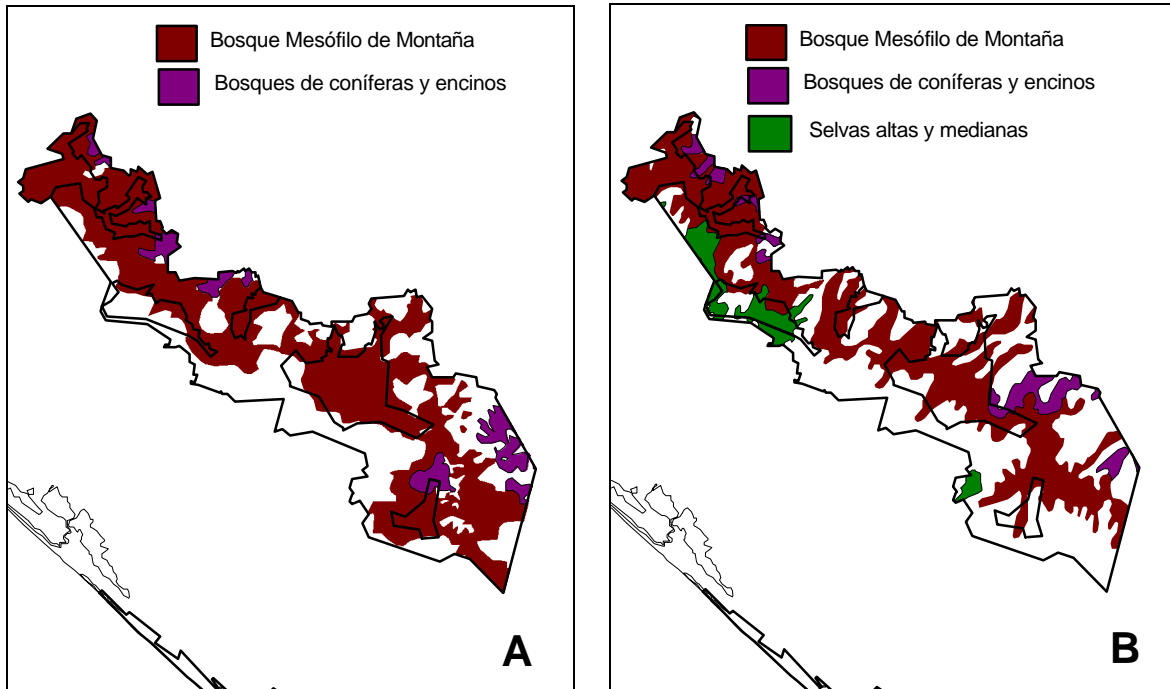 Bosque Mesófilo de Montaña
Bosques de coníferas y encinos
A
Bosque Mesófilo de Montaña
Bosques de coníferas y encinos
Selvas altas y medianas
B